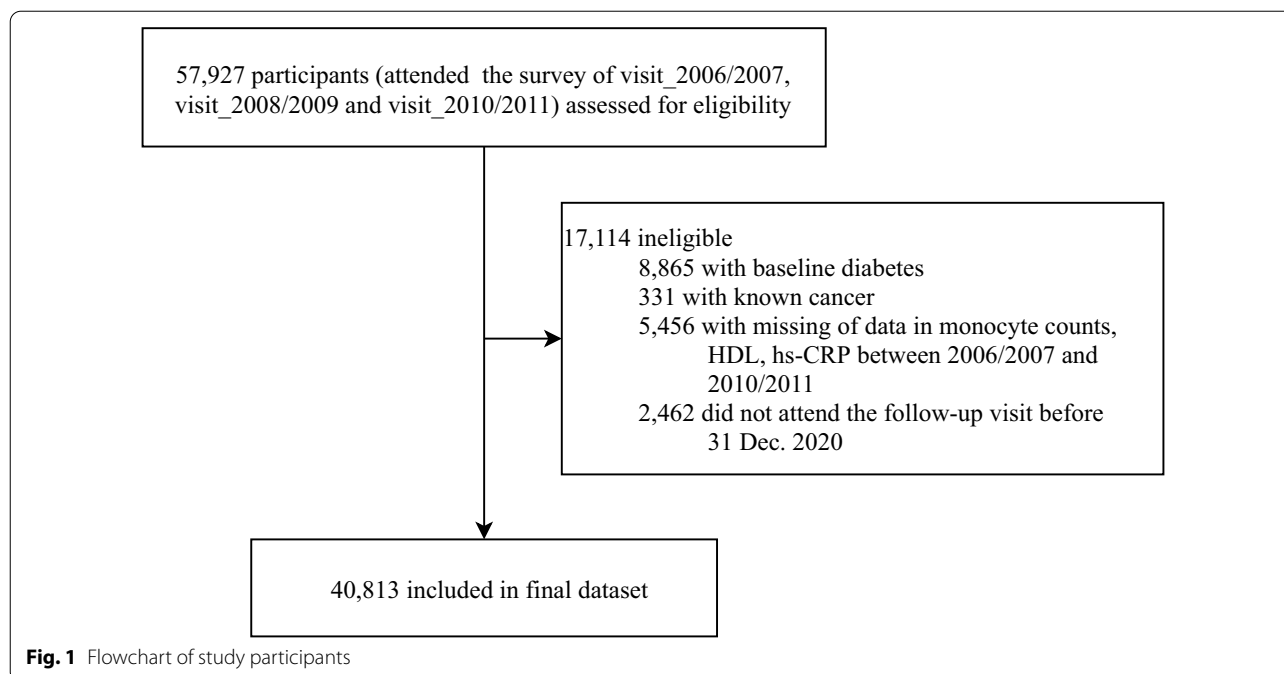 57,927 participants (attended the survey of visit_2006/2007,
visit_2008/2009 and visit_2010/2011) assessed for eligibility
17,114 ineligible
8,865 with baseline diabetes
331 with known cancer
5,456 with missing of data in monocyte counts,
HDL, hs-CRP between 2006/2007 and
2010/2011
2,462 did not attend the follow-up visit before
31 Dec. 2020
40,813 included in final dataset
Fig. 1 Flowchart of study participants